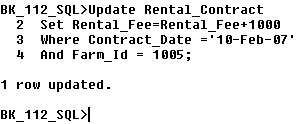 BK_112_SQL>Update Rental_Contract
2 Set Rental_Fee=Rental_Fee+1000
3 Where Contract_Date ='10-Feb-07'
4 And Farm_Id = 1005;
1 row updated.
BK_112_SQL>